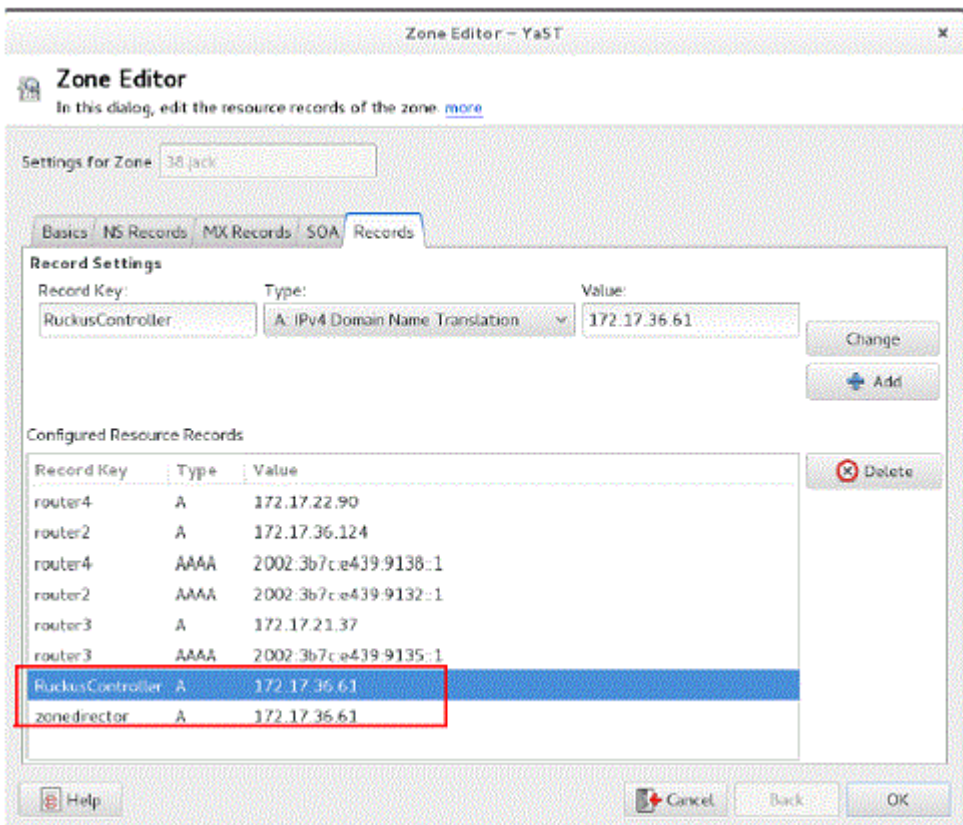 Zone Editor – YaST
Zone Editor
In this dialog, edit the resource records of the zone. more
Settings for Zone 38.jack
Basics NS Records MX Records SOA Records
Record Settings
Record Key: Type: Value:
RuckusController A: IPv4 Domain Name Translation 172.17.36.61
Change
Add
Configured Resource Records
Record Key Type Value
Delete
router4 A 172.17.22.90
router2 A 172.17.36.124
router4 AAAA 2002:3b7c:e439:9138::1
router2 AAAA 2002:3b7c:e439:9132::1
router3 A 172.17.21.37
router3 AAAA 2002:3b7c:e439:9135::1
RuckusController A 172.17.36.61
zonedirector A 172.17.36.61
Help Cancel Back OK